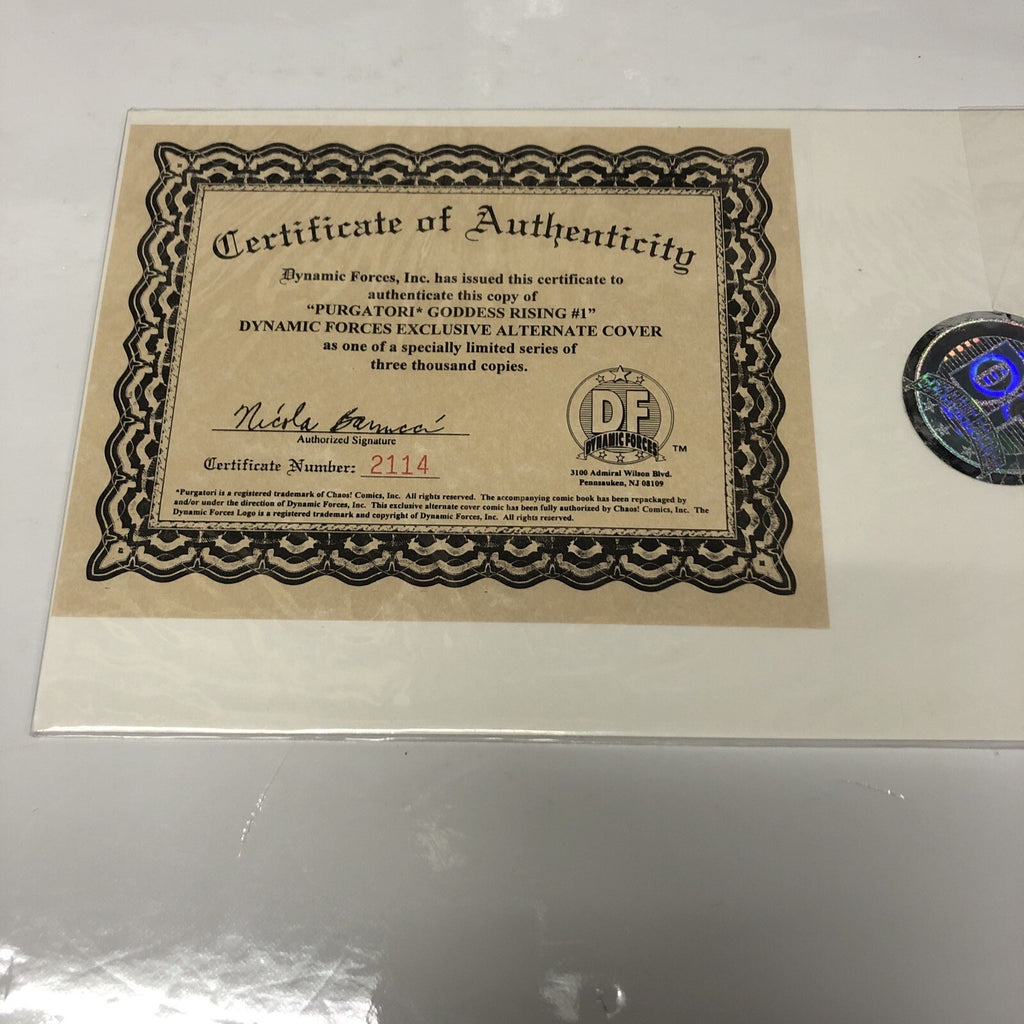 Certificate of Authenticity
Dynamic Forces, Inc. has issued this certificate to
authenticate this copy of
“PURGATORI* GODDESS RISING #1”
DYNAMIC FORCES EXCLUSIVE ALTERNATE COVER
as one of a specially limited series of
three thousand copies.
Nicola Barrucci
Authorized Signature
Certificate Number: 2114
DF
DYNAMIC FORCES
TM
3100 Admiral Wilson Blvd.
Pennsauken, NJ 08109
*Purgatori is a registered trademark of Chaos! Comics, Inc. All rights reserved. The accompanying comic book has been repackaged by
and/or under the direction of Dynamic Forces, Inc. This exclusive alternate cover comic has been fully authorized by Chaos! Comics, Inc. The
Dynamic Forces Logo is a registered trademark and copyright of Dynamic Forces, Inc. All rights reserved.